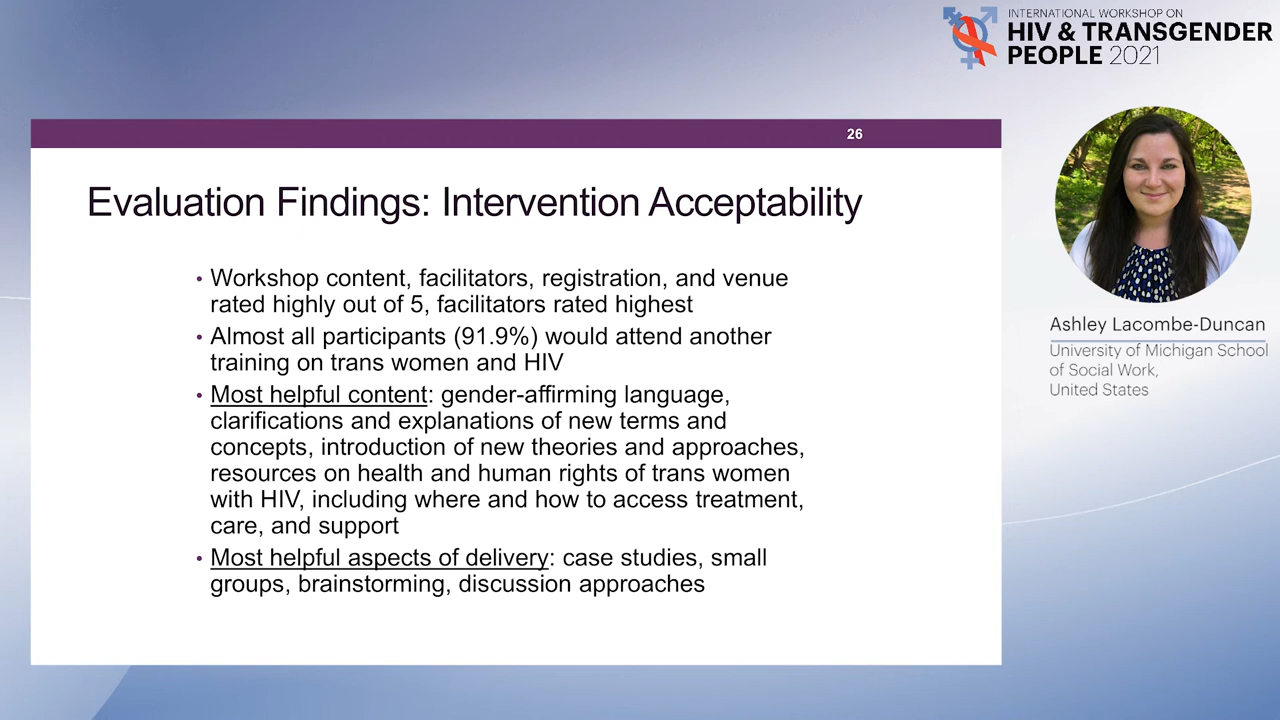 INTERNATIONAL WORKSHOP ON
HIV & TRANSGENDER
PEOPLE 2021
26
Evaluation Findings: Intervention Acceptability
• Workshop content, facilitators, registration, and venue
rated highly out of 5, facilitators rated highest
• Almost all participants (91.9%) would attend another
training on trans women and HIV
• Most helpful content: gender-affirming language,
clarifications and explanations of new terms and
concepts, introduction of new theories and approaches,
resources on health and human rights of trans women
with HIV, including where and how to access treatment,
care, and support
• Most helpful aspects of delivery: case studies, small
groups, brainstorming, discussion approaches
Ashley Lacombe-Duncan
University of Michigan School
of Social Work,
United States